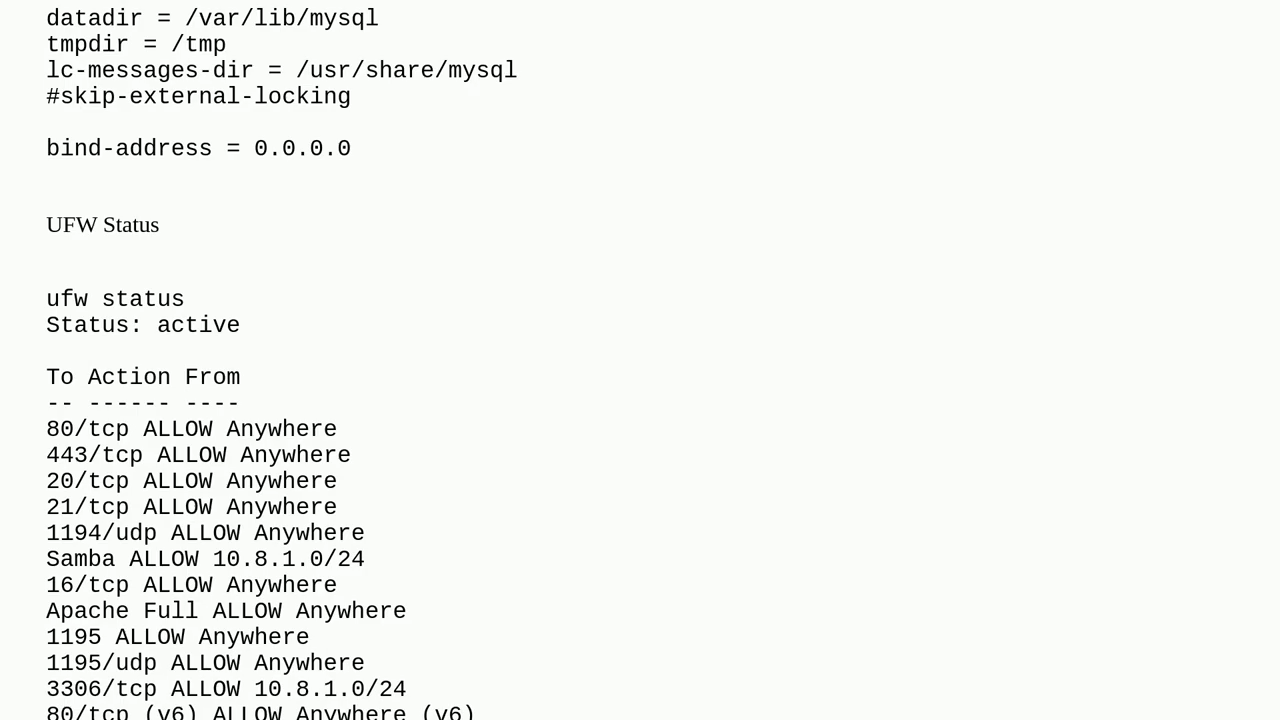 datadir = /var/lib/mysql
tmpdir = /tmp
lc-messages-dir = /usr/share/mysql
#skip-external-locking
bind-address = 0.0.0.0
UFW Status
ufw status
Status: active
To Action From
-- ------ ----
80/tcp ALLOW Anywhere
443/tcp ALLOW Anywhere
20/tcp ALLOW Anywhere
21/tcp ALLOW Anywhere
1194/udp ALLOW Anywhere
Samba ALLOW 10.8.1.0/24
16/tcp ALLOW Anywhere
Apache Full ALLOW Anywhere
1195 ALLOW Anywhere
1195/udp ALLOW Anywhere
3306/tcp ALLOW 10.8.1.0/24
80/tcp (v6) ALLOW Anywhere (v6)